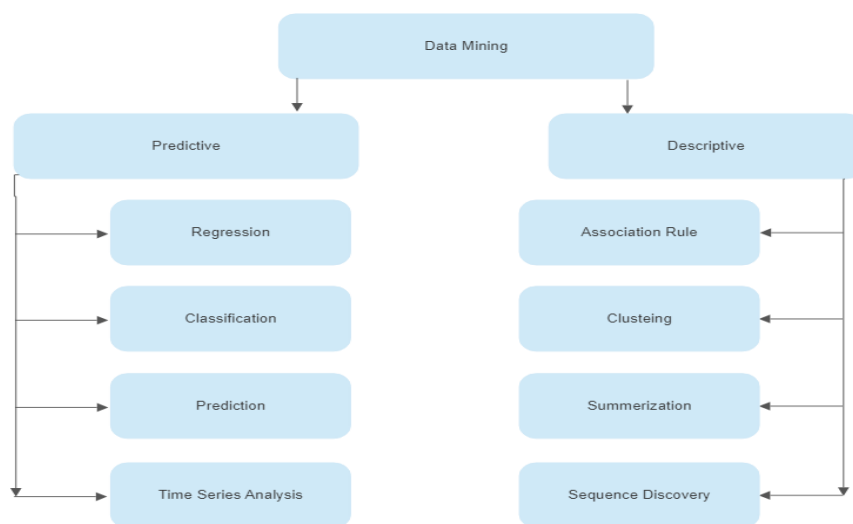 Data Mining
Predictive
Descriptive
Regression
Association Rule
Classification
Clusteing
Prediction
Summerization
Time Series Analysis
Sequence Discovery